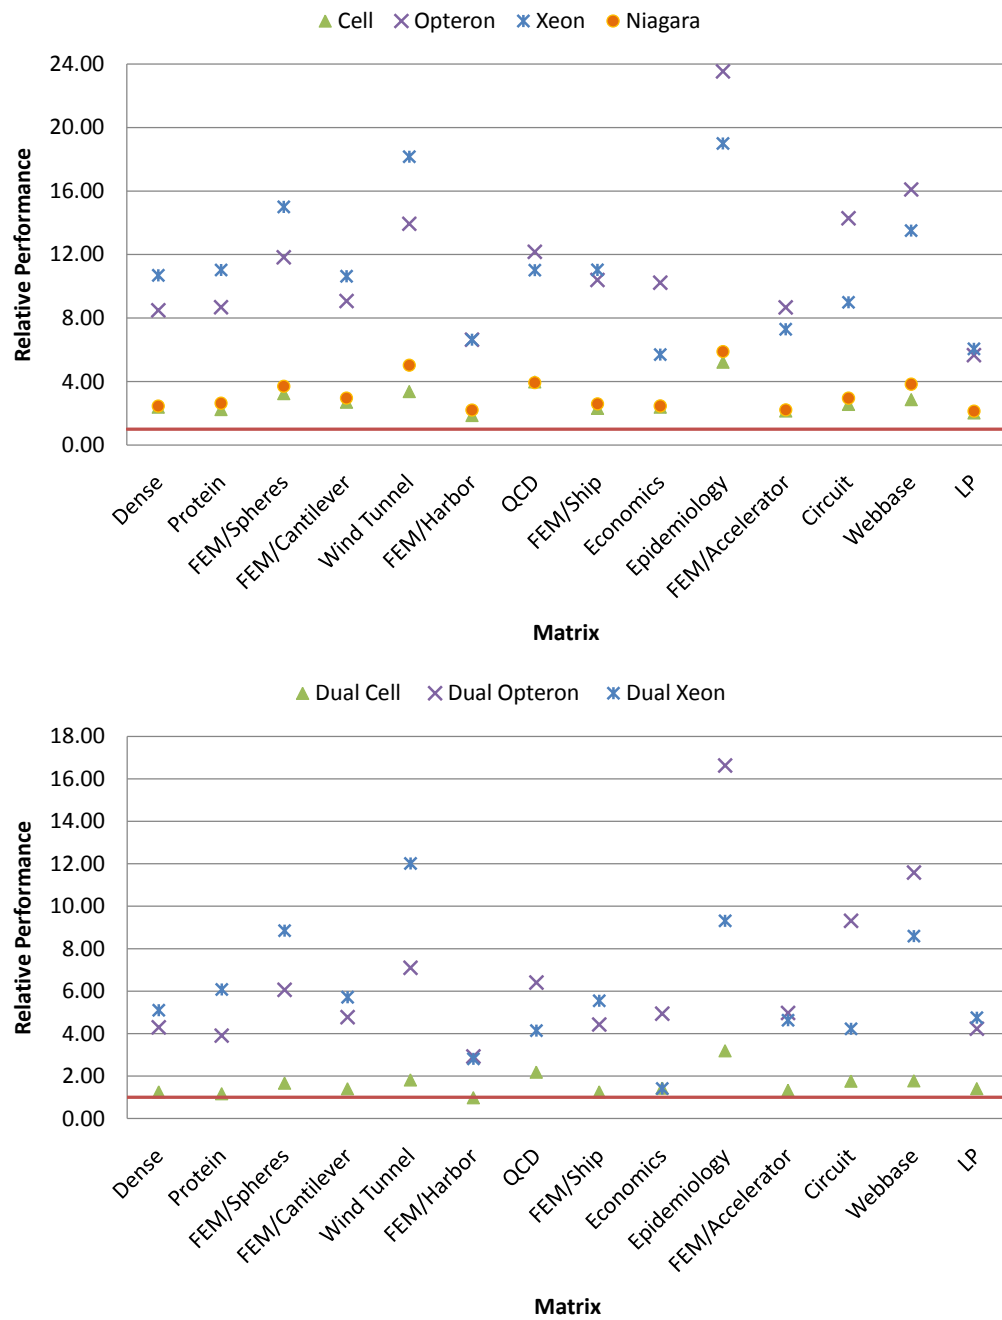 Cell Opteron Xeon Niagara
24.00
20.00
16.00
12.00
8.00
4.00
0.00
Relative Performance
Dense
Protein
FEM/Spheres
FEM/Cantilever
Wind Tunnel
FEM/Harbor
QCD
FEM/Ship
Economics
Epidemiology
FEM/Accelerator
Circuit
Webbase
LP
Matrix
Dual Cell Dual Opteron Dual Xeon
18.00
16.00
14.00
12.00
10.00
8.00
6.00
4.00
2.00
0.00
Relative Performance
Dense
Protein
FEM/Spheres
FEM/Cantilever
Wind Tunnel
FEM/Harbor
QCD
FEM/Ship
Economics
Epidemiology
FEM/Accelerator
Circuit
Webbase
LP
Matrix